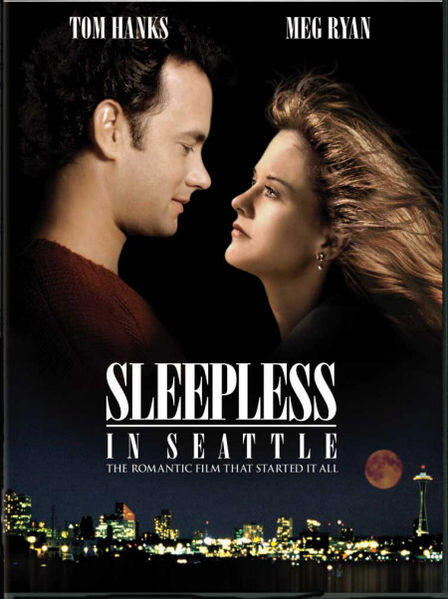 TOM HANKS
MEG RYAN
SLEEPLESS
IN SEATTLE
THE ROMANTIC FILM THAT STARTED IT ALL